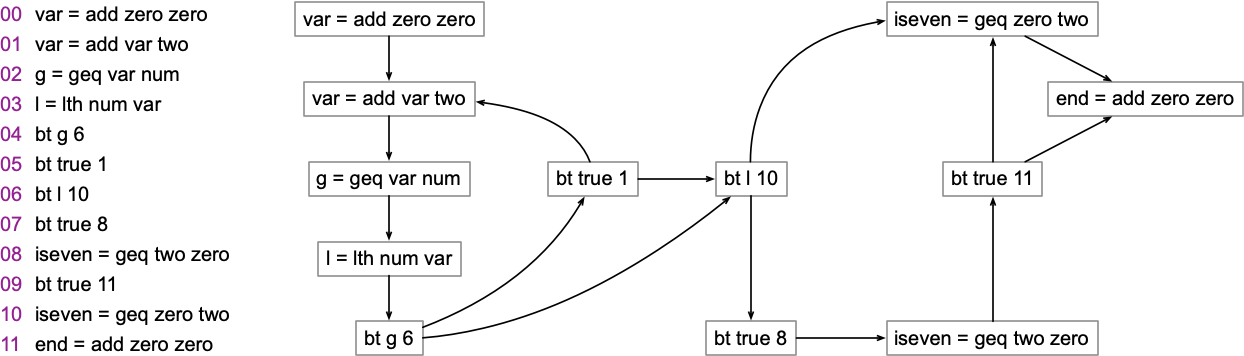 00 var = add zero zero
01 var = add var two
02 g = geq var num
03 l = lth num var
04 bt g 6
05 bt true 1
06 bt l 10
07 bt true 8
08 iseven = geq two zero
09 bt true 11
10 iseven = geq zero two
11 end = add zero zero
var = add zero zero
var = add var two
g = geq var num
l = lth num var
bt g 6
bt true 1
bt l 10
bt true 8
iseven = geq zero two
end = add zero zero
bt true 11
iseven = geq two zero